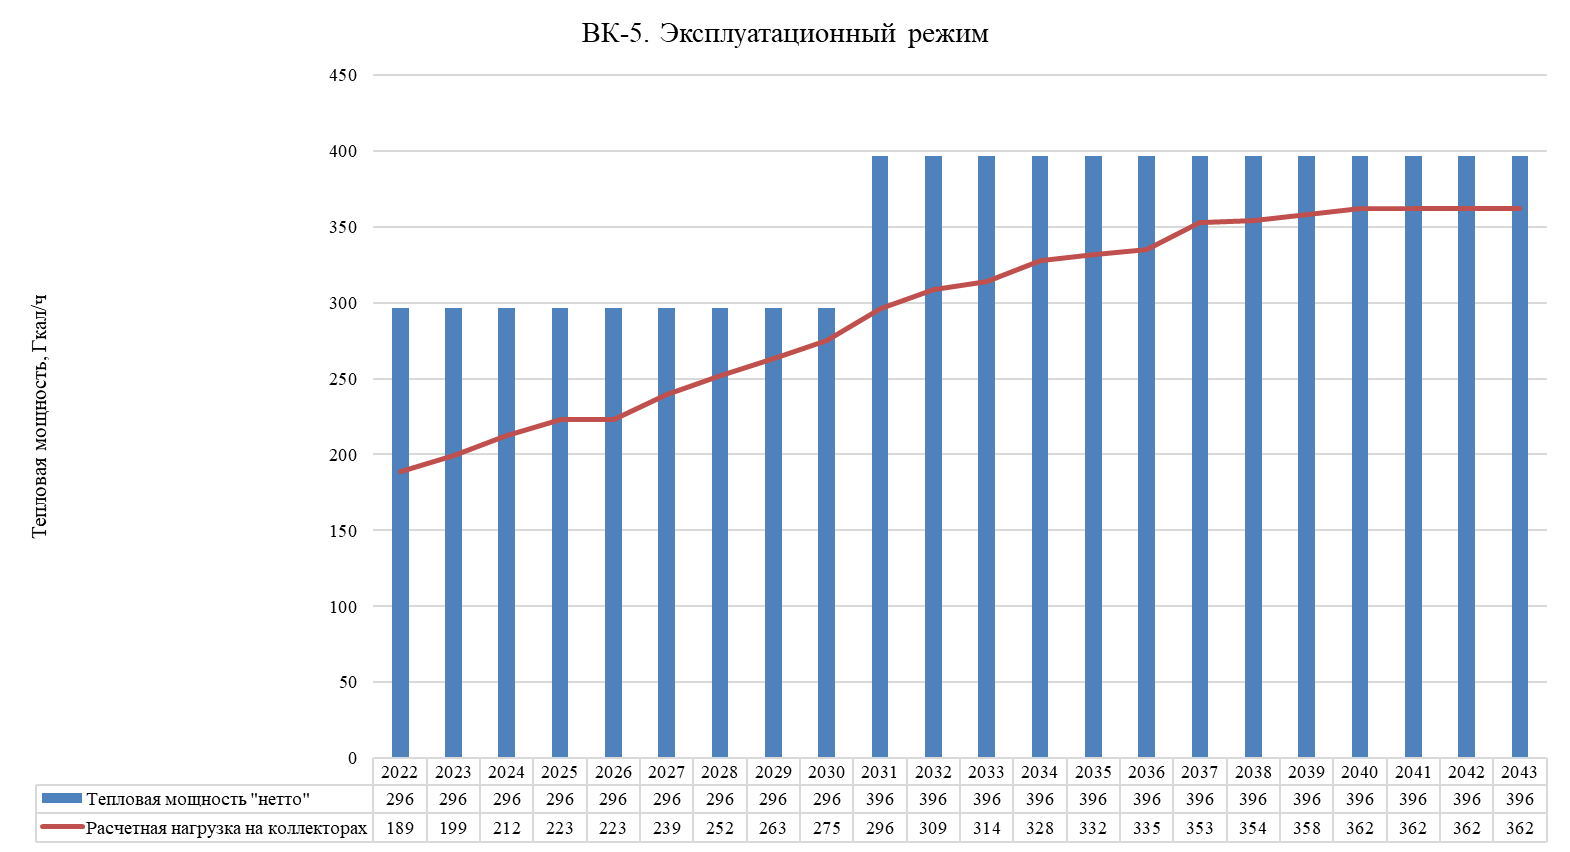 ВК-5. Эксплуатационный режим
450
400
350
300
250
200
150
100
50
0
Тепловая мощность, Гкал/ч
2022 2023 2024 2025 2026 2027 2028 2029 2030 2031 2032 2033 2034 2035 2036 2037 2038 2039 2040 2041 2042 2043
Тепловая мощность "нетто" 296 296 296 296 296 296 296 296 296 396 396 396 396 396 396 396 396 396 396 396 396 396
Расчетная нагрузка на коллекторах 189 199 212 223 223 239 252 263 275 296 309 314 328 332 335 353 354 358 362 362 362 362